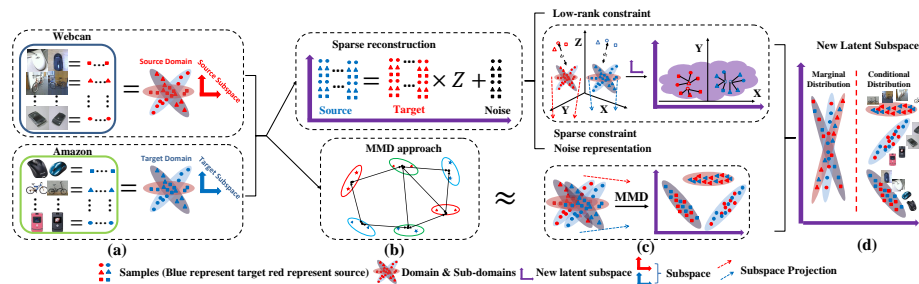 Webcan
Source Domain
Source Subspace
(a)
Amazon
Target Domain
Target Subspace
Sparse reconstruction
= × Z +
Source Target Noise
MMD approach
(b)
≈
Low-rank constraint
Z
Y
X
Y
X
Sparse constraint
Noise representation
MMD
(c)
New Latent Subspace
Marginal Distribution
Conditional Distribution
(d)
Samples (Blue represent target red represent source)
Domain & Sub-domains
New latent subspace
Subspace
Subspace Projection